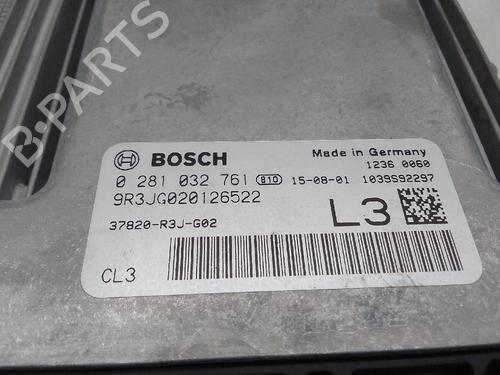 B-PARTS
BOSCH
Made in Germany
1236 0060
0 281 032 761 B10 15-08-01 1039S92297
9R3JG020126522
37820-R3J-G02
L3
CL3